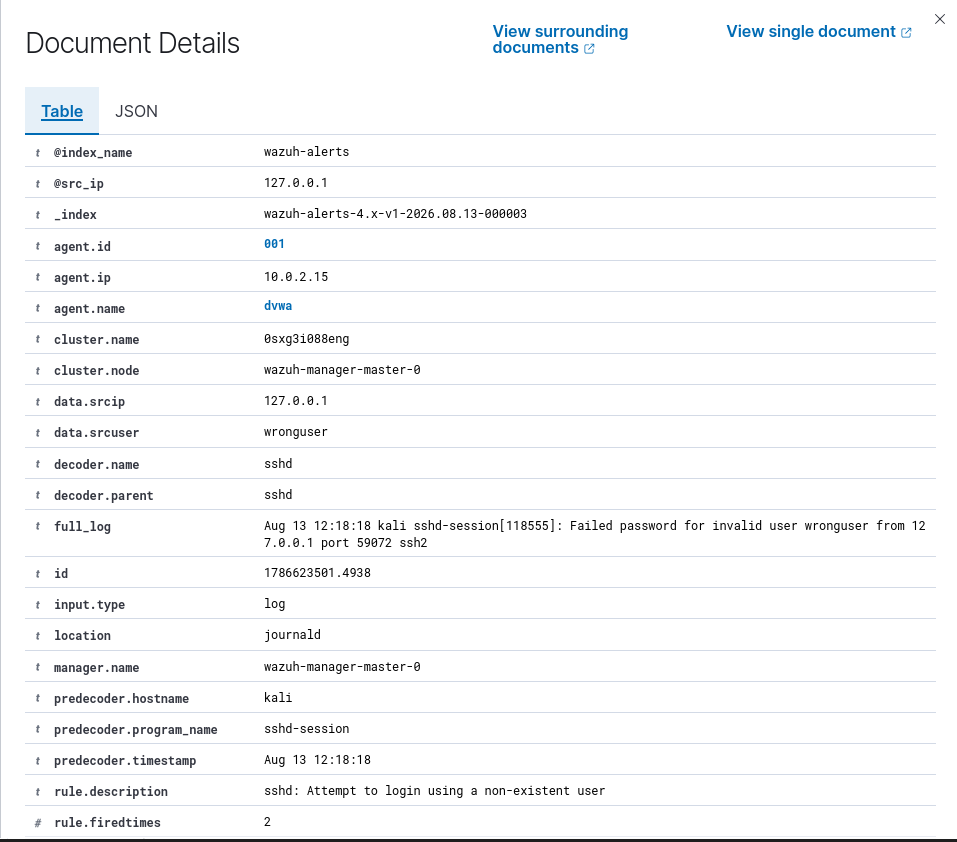 Document Details
View surrounding
documents
View single document
Table JSON
t @index_name wazuh-alerts
t @src_ip 127.0.0.1
t _index wazuh-alerts-4.x-v1-2026.08.13-000003
t agent.id 001
t agent.ip 10.0.2.15
t agent.name dvwa
t cluster.name 0sxg3i088eng
t cluster.node wazuh-manager-master-0
t data.srcip 127.0.0.1
t data.srcuser wronguser
t decoder.name sshd
t decoder.parent sshd
t full_log Aug 13 12:18:18 kali sshd-session[118555]: Failed password for invalid user wronguser from 12
7.0.0.1 port 59072 ssh2
t id 1786623501.4938
t input.type log
t location journald
t manager.name wazuh-manager-master-0
t predecoder.hostname kali
t predecoder.program_name sshd-session
t predecoder.timestamp Aug 13 12:18:18
t rule.description sshd: Attempt to login using a non-existent user
# rule.firedtimes 2